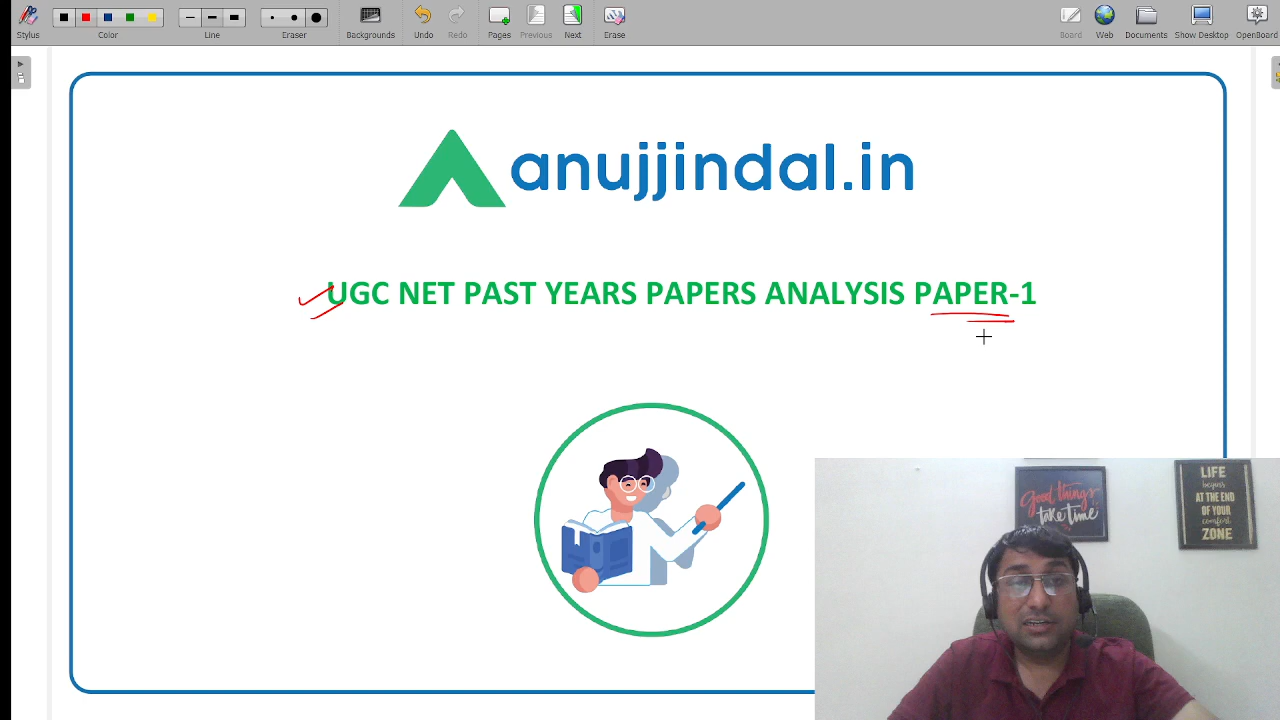 Stylus
Color
Line
Eraser
Backgrounds
Undo
Redo
Pages
Previous
Next
Erase
Board
Web
Documents
Show Desktop
OpenBoard
anujjindal.in
UGC NET PAST YEARS PAPERS ANALYSIS PAPER-1
Good things
take time
LIFE
begins
AT THE END
OF YOUR
comfort
ZONE